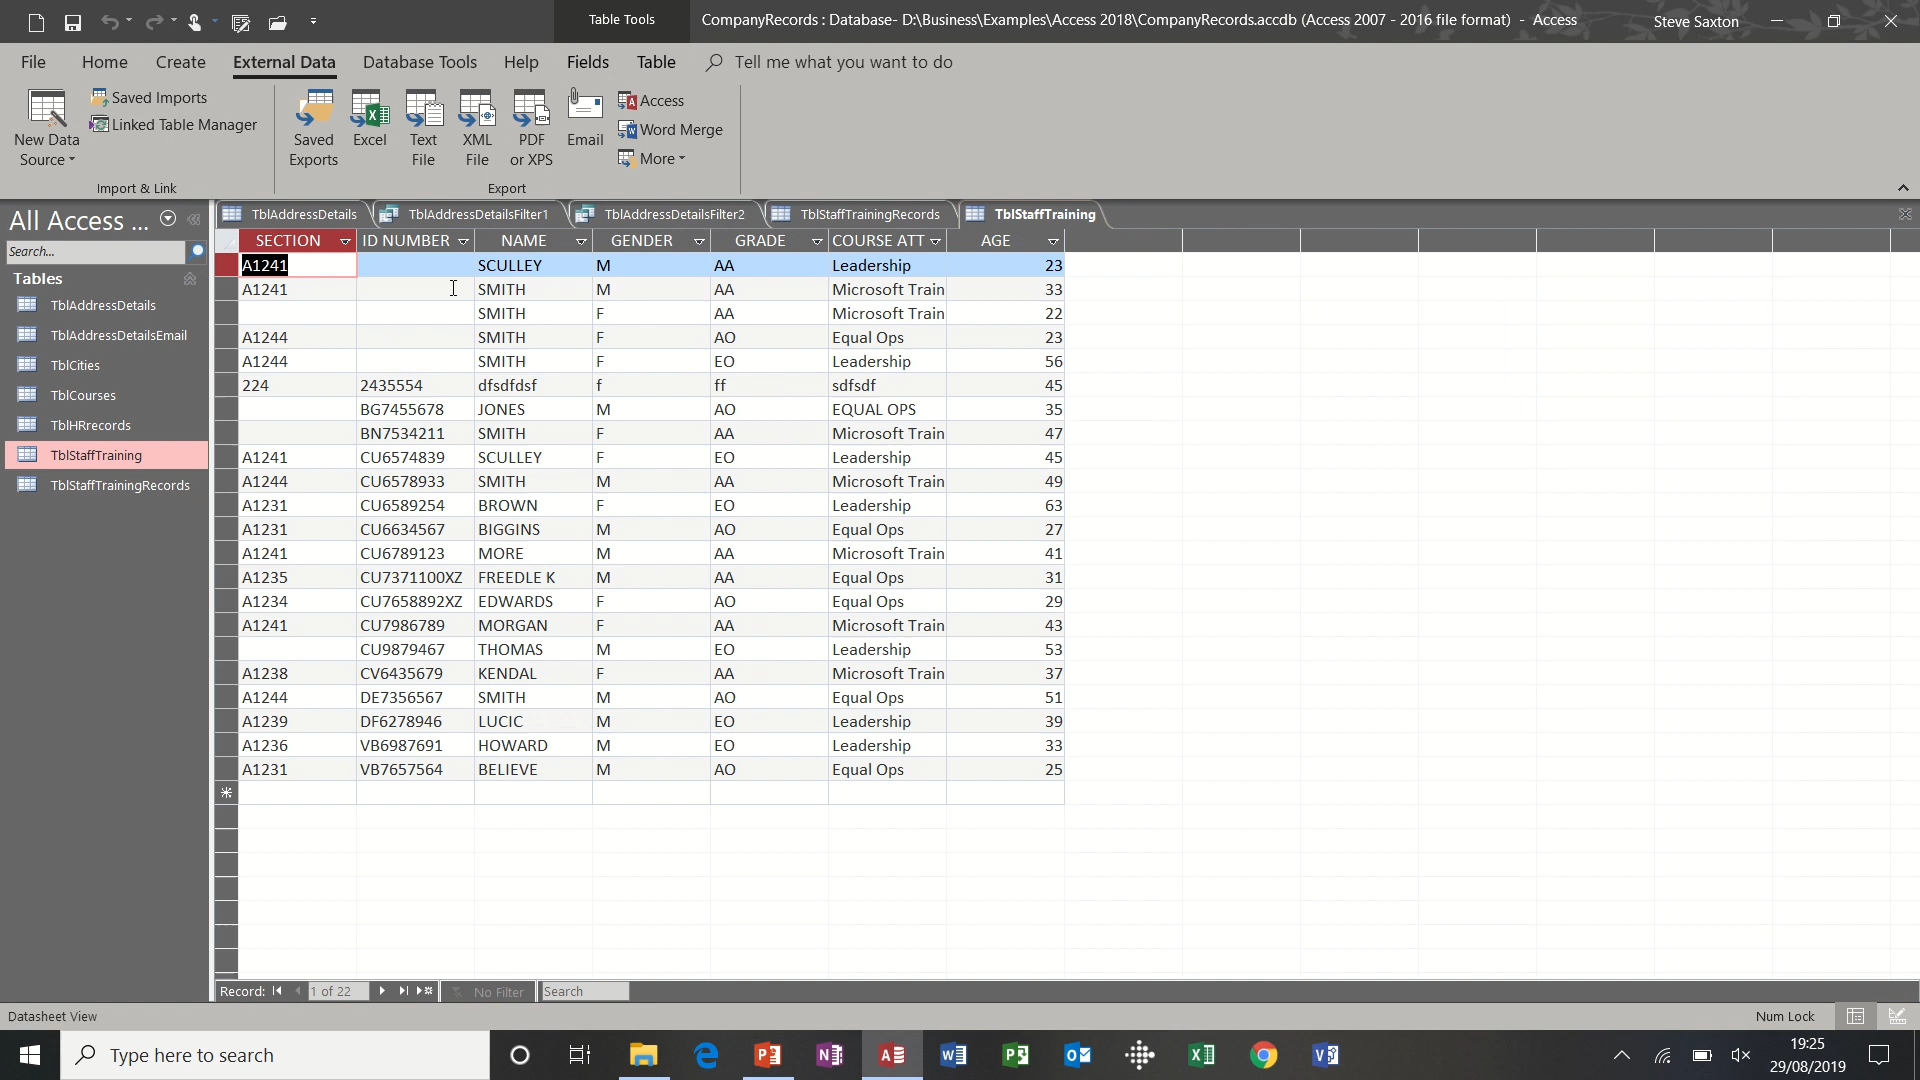 Table Tools
CompanyRecords : Database- D:\Business\Examples\Access 2018\CompanyRecords.accdb (Access 2007 - 2016 file format) - Access
Steve Saxton
File Home Create External Data Database Tools Help Fields Table Tell me what you want to do
New Data Source
Saved Imports
Linked Table Manager
Import & Link
Saved Exports
Excel
Text File
XML File
PDF or XPS
Email
Access
Word Merge
More
Export
All Access ...
Search...
Tables
TblAddressDetails
TblAddressDetailsEmail
TblCities
TblCourses
TblHRrecords
TblStaffTraining
TblStaffTrainingRecords
TblAddressDetails TblAddressDetailsFilter1 TblAddressDetailsFilter2 TblStaffTrainingRecords TblStaffTraining
SECTION ID NUMBER NAME GENDER GRADE COURSE ATT AGE
A1241 SCULLEY M AA Leadership 23
A1241 SMITH M AA Microsoft Train 33
SMITH F AA Microsoft Train 22
A1244 SMITH F AO Equal Ops 23
A1244 SMITH F EO Leadership 56
224 2435554 dfsdfdsf f ff sdfsdf 45
BG7455678 JONES M AO EQUAL OPS 35
BN7534211 SMITH F AA Microsoft Train 47
A1241 CU6574839 SCULLEY F EO Leadership 45
A1244 CU6578933 SMITH M AA Microsoft Train 49
A1231 CU6589254 BROWN F EO Leadership 63
A1231 CU6634567 BIGGINS M AO Equal Ops 27
A1241 CU6789123 MORE M AA Microsoft Train 41
A1235 CU7371100XZ FREEDLE K M AA Equal Ops 31
A1234 CU7658892XZ EDWARDS F AO Equal Ops 29
A1241 CU7986789 MORGAN F AA Microsoft Train 43
CU9879467 THOMAS M EO Leadership 53
A1238 CV6435679 KENDAL F AA Microsoft Train 37
A1244 DE7356567 SMITH M AO Equal Ops 51
A1239 DF6278946 LUCIC M EO Leadership 39
A1236 VB6987691 HOWARD M EO Leadership 33
A1231 VB7657564 BELIEVE M AO Equal Ops 25
Record: 1 of 22 No Filter Search
Datasheet View
Num Lock
Type here to search
19:25
29/08/2019